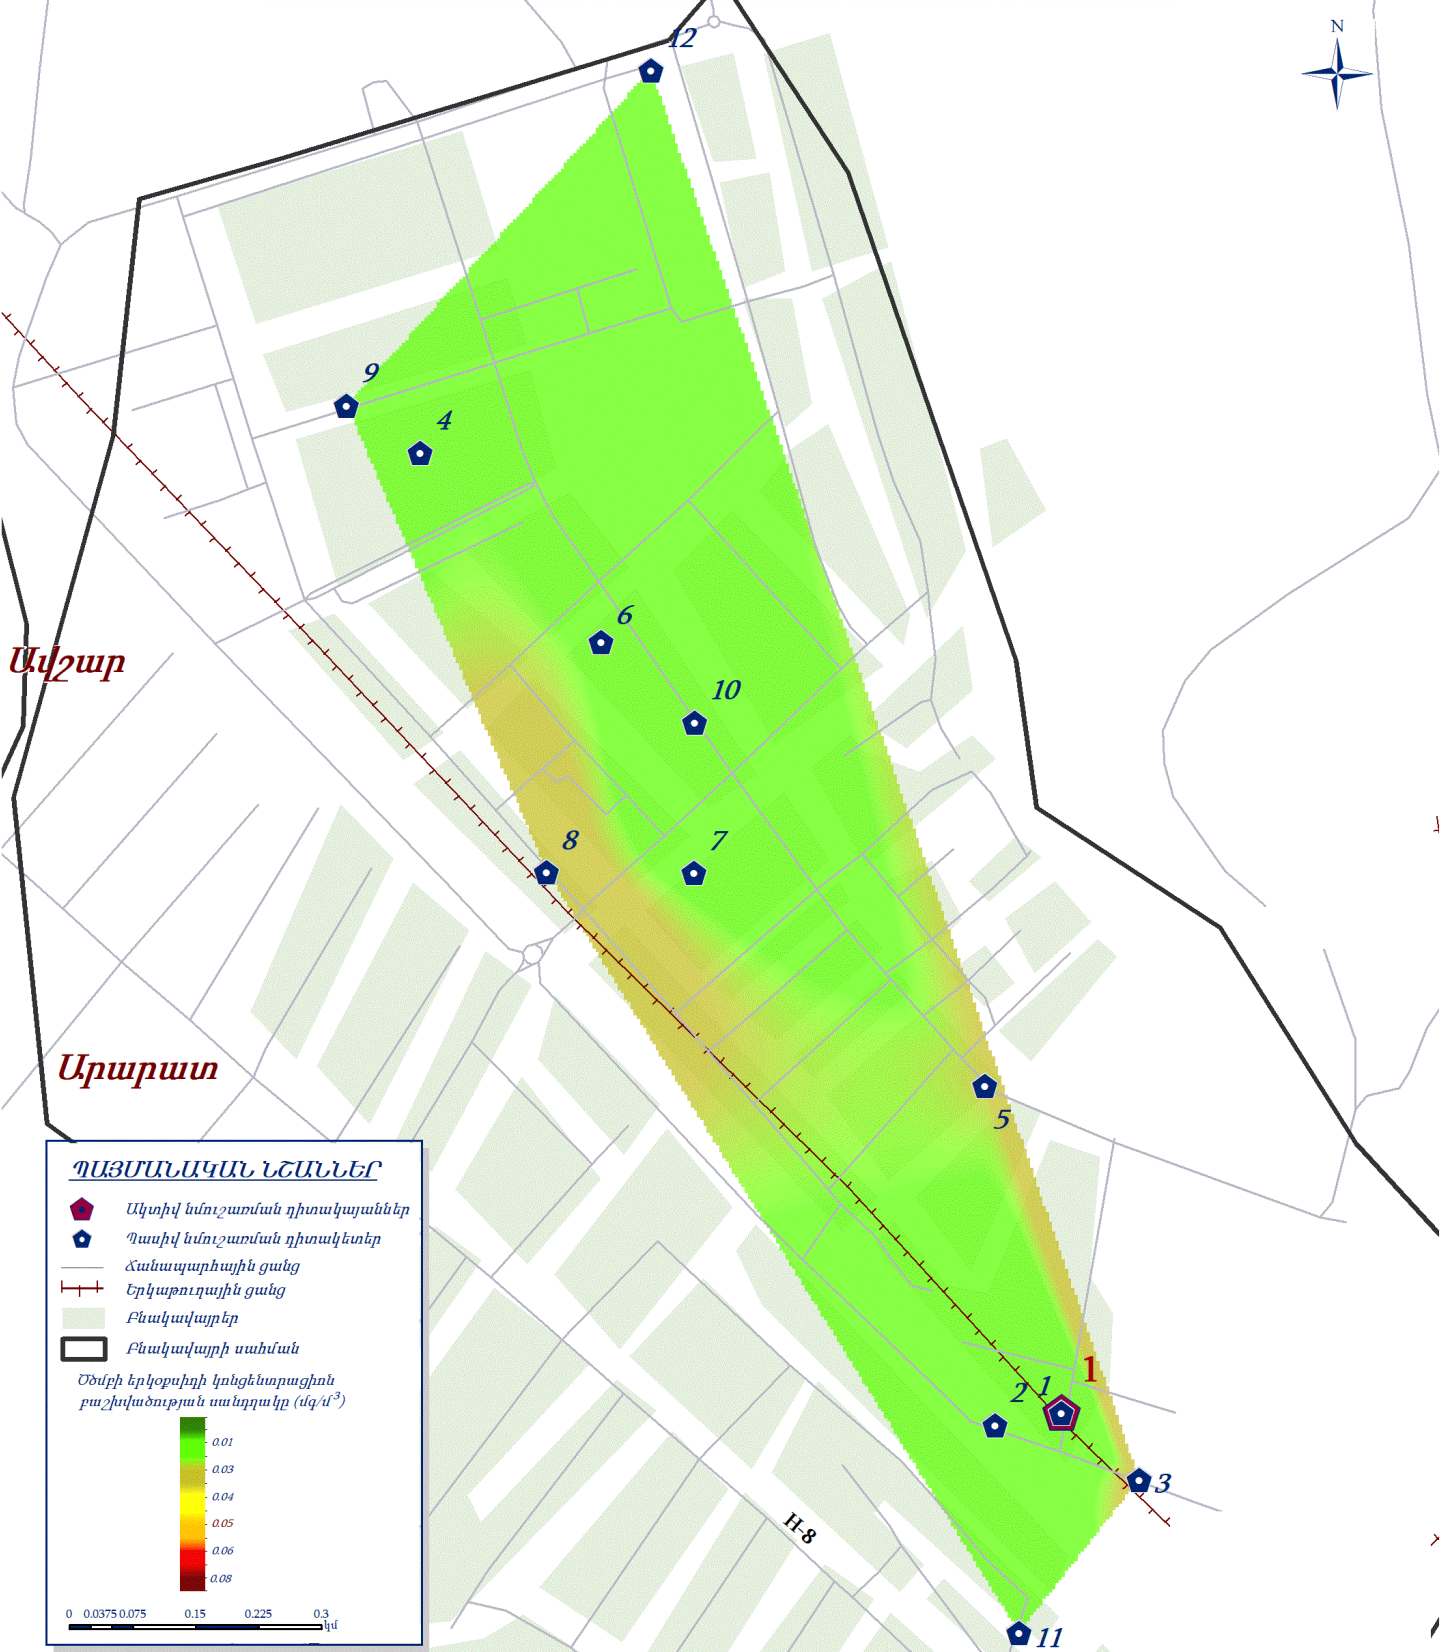 N
12
9
4
6
10
Ավշար
8
7
Արարատ
5
ՊԱՅՄԱՆԱԿԱՆ ՆՇԱՆՆԵՐ
Ակտիվ նմուշառման դիտակայաններ
Պասիվ նմուշառման դիտակետեր
Ճանապարհային ցանց
Երկաթուղային ցանց
Բնակավայրեր
Բնակավայրի սահման
Ծծմբի երկօքսիդի կոնցենտրացիոն
բաշխվածության սանդղակը (մգ/մ³)
0.01
0.03
0.04
0.05
0.06
0.08
0 0.0375 0.075 0.15 0.225 0.3
կմ
1
2 1
3
H-8
11